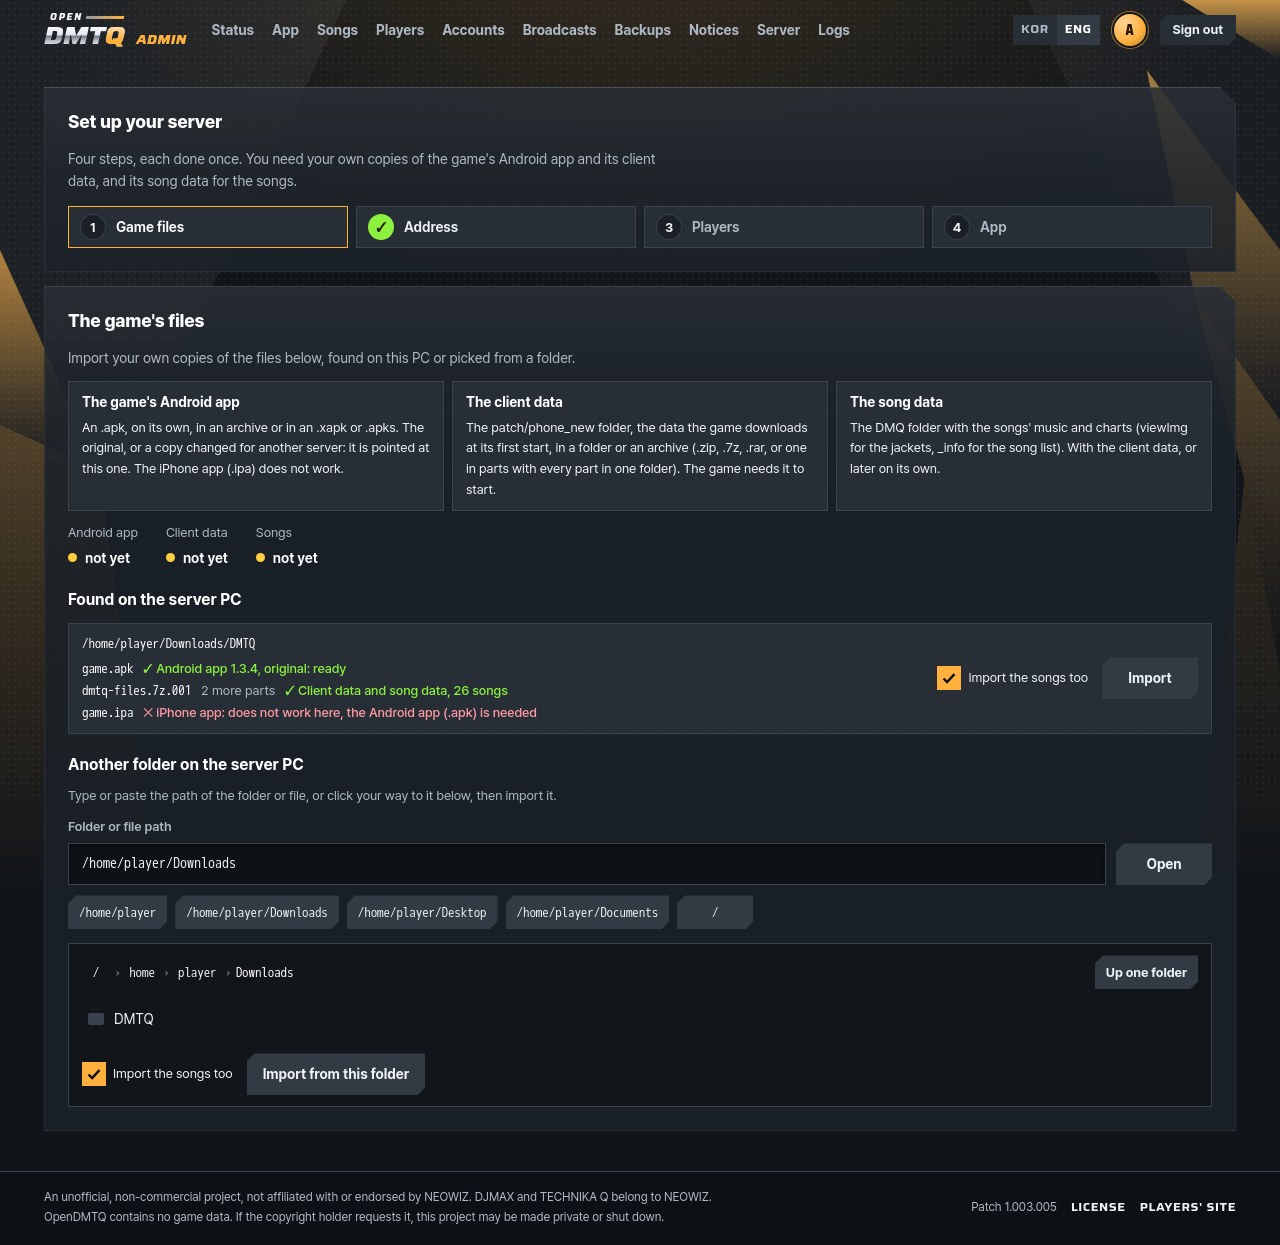 OPEN
DMTQ ADMIN
Status App Songs Players Accounts Broadcasts Backups Notices Server Logs
KOR ENG
A
Sign out
Set up your server
Four steps, each done once. You need your own copies of the game's Android app and its client
data, and its song data for the songs.
1 Game files
✓ Address
3 Players
4 App
The game's files
Import your own copies of the files below, found on this PC or picked from a folder.
The game's Android app
An .apk, on its own, in an archive or in an .xapk or .apks. The
original, or a copy changed for another server: it is pointed at
this one. The iPhone app (.ipa) does not work.
The client data
The patch/phone_new folder, the data the game downloads
at its first start, in a folder or an archive (.zip, .7z, .rar, or one
in parts with every part in one folder). The game needs it to
start.
The song data
The DMQ folder with the songs' music and charts (viewImg
for the jackets, _info for the song list). With the client data, or
later on its own.
Android app Client data Songs
not yet not yet not yet
Found on the server PC
/home/player/Downloads/DMTQ
game.apk ✓ Android app 1.3.4, original: ready
dmtq-files.7z.001 2 more parts ✓ Client data and song data, 26 songs
game.ipa ✕ iPhone app: does not work here, the Android app (.apk) is needed
Import the songs too
Import
Another folder on the server PC
Type or paste the path of the folder or file, or click your way to it below, then import it.
Folder or file path
/home/player/Downloads
Open
/home/player /home/player/Downloads /home/player/Desktop /home/player/Documents /
/ › home › player › Downloads
Up one folder
DMTQ
Import the songs too
Import from this folder
An unofficial, non-commercial project, not affiliated with or endorsed by NEOWIZ. DJMAX and TECHNIKA Q belong to NEOWIZ.
OpenDMTQ contains no game data. If the copyright holder requests it, this project may be made private or shut down.
Patch 1.003.005 LICENSE PLAYERS' SITE